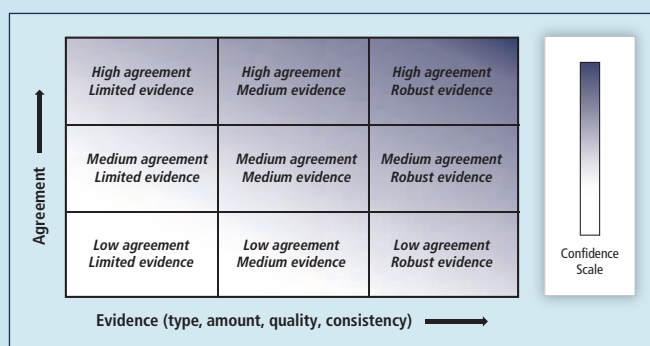 High agreement
Limited evidence
High agreement
Medium evidence
High agreement
Robust evidence
Medium agreement
Limited evidence
Medium agreement
Medium evidence
Medium agreement
Robust evidence
Low agreement
Limited evidence
Low agreement
Medium evidence
Low agreement
Robust evidence
Agreement
Evidence (type, amount, quality, consistency)
Confidence
Scale